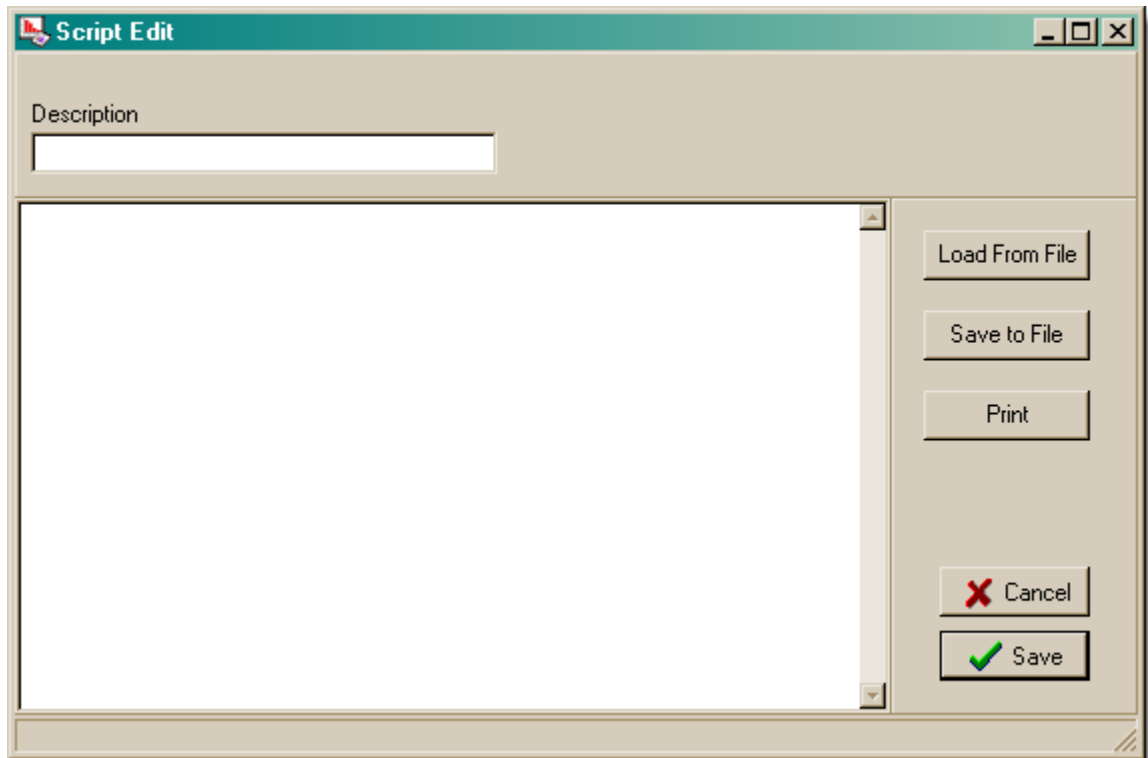 Script Edit
Description
Load From File
Save to File
Print
Cancel
Save